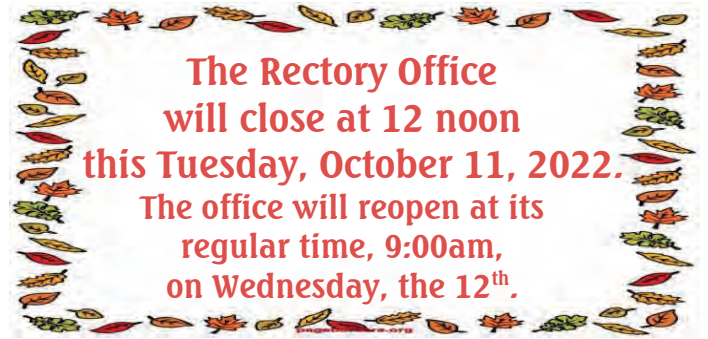 The Rectory Office
will close at 12 noon
this Tuesday, October 11, 2022.
The office will reopen at its
regular time, 9:00am,
on Wednesday, the 12th.